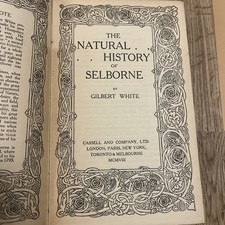 OTE
THE
NATURAL . .
. . HISTORY
OF
SELBORNE
BY
GILBERT WHITE
CASSELL AND COMPANY, LTD.
LONDON, PARIS, NEW YORK,
TORONTO & MELBOURNE
MCMVIII